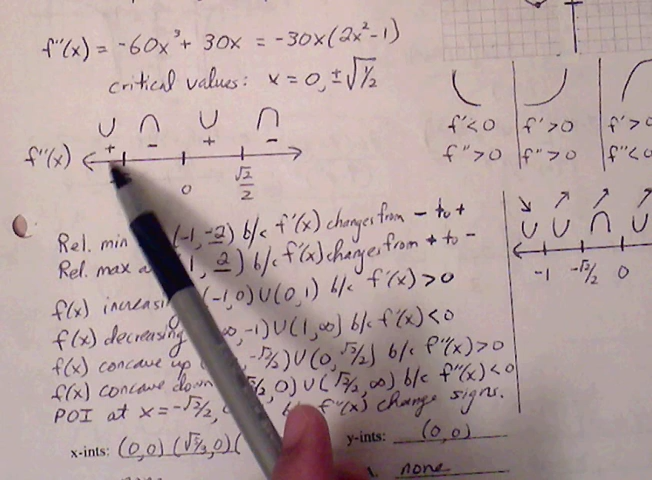 f"(x) = -60x³ + 30x = -30x(2x²-1)
critical values: x = 0, ±√1/2
∪ ∩ ∪ ∩
f"(x) + - + -
0 √2/2
Rel. min (-1, -2) b/c f'(x) changes from - to +
Rel. max 1, 2) b/c f'(x) changes from + to -
f(x) increasing (-1,0)∪(0,1) b/c f'(x) > 0
f(x) decreasing ∞,-1)∪(1,∞) b/c f'(x) < 0
f(x) concave up -√2/2)∪(0,√2/2) b/c f"(x) > 0
f(x) concave down √2/2, 0)∪(√2/2,∞) b/c f"(x) < 0
POI at x = -√2/2, f"(x) change signs.
x-ints: (0,0) (√5/3,0)(
y-ints: (0,0)
none
f' < 0 f' > 0 f' > 0
f" > 0 f" > 0 f" < 0
↘ ↗ ↗ ↗
∪ ∪ ∩ ∪
-1 -√2/2 0